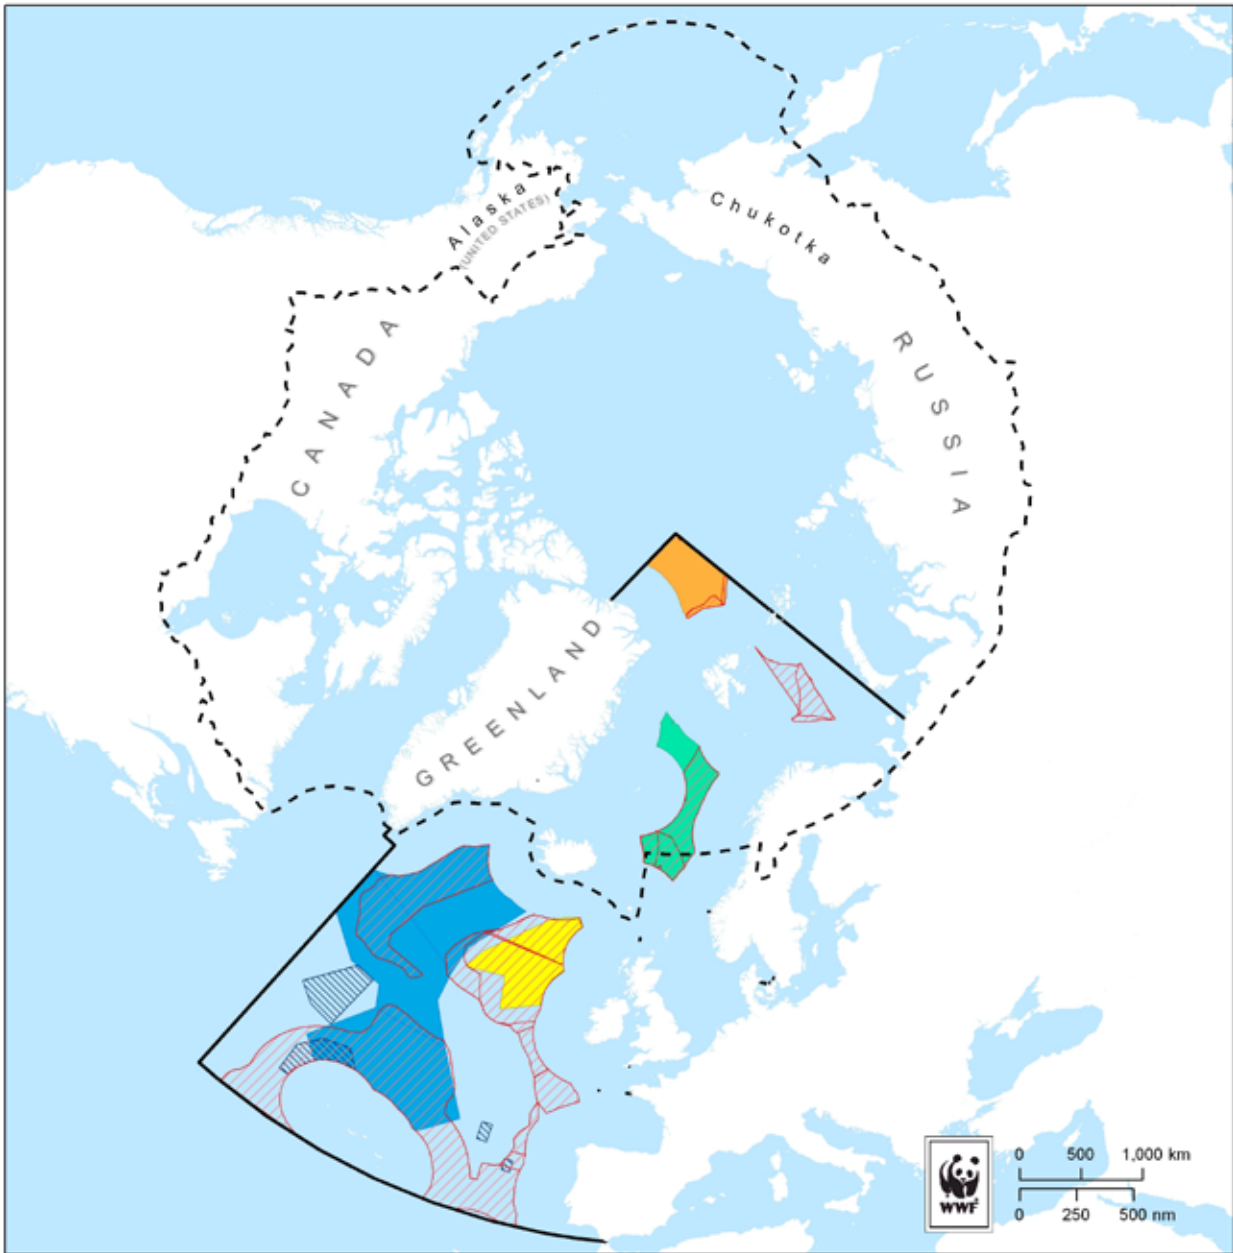 Alaska
(UNITED STATES)
Chukotka
CANADA
RUSSIA
GREENLAND
0 500 1,000 km
0 250 500 nm
WWF